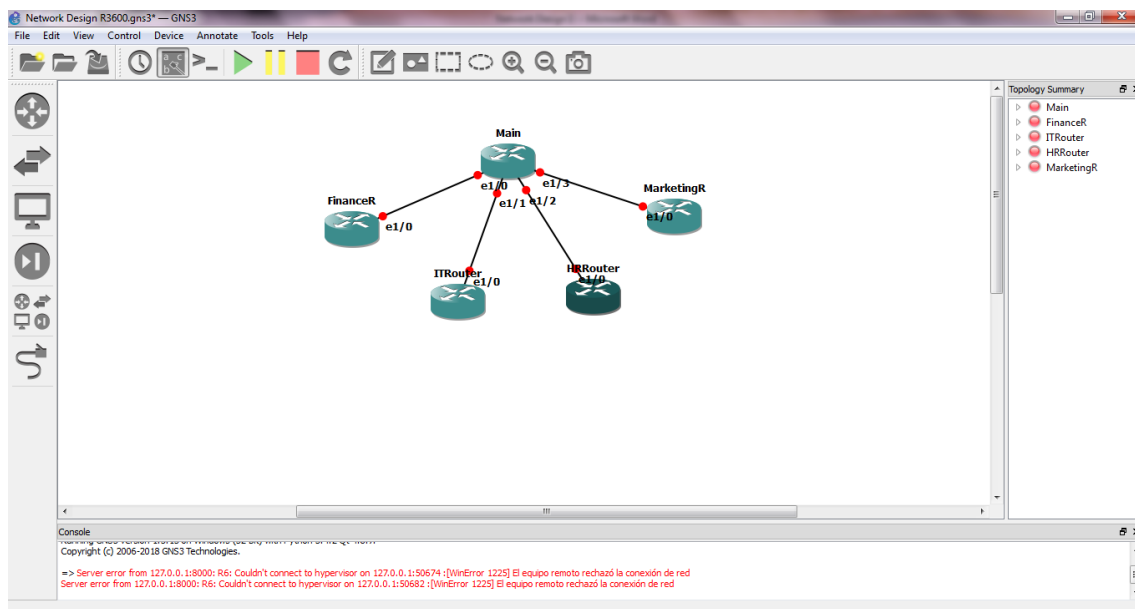 Network Design R3600.gns3* — GNS3
File Edit View Control Device Annotate Tools Help
Topology Summary
Main
FinanceR
ITRouter
HRRouter
MarketingR
Main
e1/0
e1/3
e1/1
e1/2
MarketingR
e1/0
FinanceR
e1/0
ITRouter
e1/0
HRRouter
e1/0
Console
Copyright (c) 2006-2018 GNS3 Technologies.
=> Server error from 127.0.0.1:8000: R6: Couldn't connect to hypervisor on 127.0.0.1:50674 :[WinError 1225] El equipo remoto rechazó la conexión de red
Server error from 127.0.0.1:8000: R6: Couldn't connect to hypervisor on 127.0.0.1:50682 :[WinError 1225] El equipo remoto rechazó la conexión de red